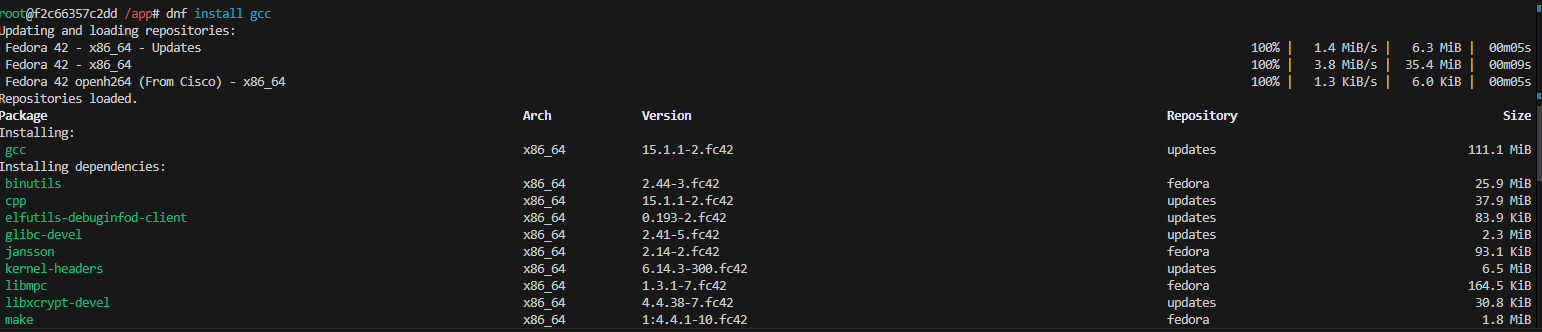 root@f2c66357c2dd /app# dnf install gcc
Updating and loading repositories:
Fedora 42 - x86_64 - Updates 100% | 1.4 MiB/s | 6.3 MiB | 00m05s
Fedora 42 - x86_64 100% | 3.8 MiB/s | 35.4 MiB | 00m09s
Fedora 42 openh264 (From Cisco) - x86_64 100% | 1.3 KiB/s | 6.0 KiB | 00m05s
Repositories loaded.
Package Arch Version Repository Size
Installing:
gcc x86_64 15.1.1-2.fc42 updates 111.1 MiB
Installing dependencies:
binutils x86_64 2.44-3.fc42 fedora 25.9 MiB
cpp x86_64 15.1.1-2.fc42 updates 37.9 MiB
elfutils-debuginfod-client x86_64 0.193-2.fc42 updates 83.9 KiB
glibc-devel x86_64 2.41-5.fc42 updates 2.3 MiB
jansson x86_64 2.14-2.fc42 fedora 93.1 KiB
kernel-headers x86_64 6.14.3-300.fc42 updates 6.5 MiB
libmpc x86_64 1.3.1-7.fc42 fedora 164.5 KiB
libxcrypt-devel x86_64 4.4.38-7.fc42 updates 30.8 KiB
make x86_64 1:4.4.1-10.fc42 fedora 1.8 MiB